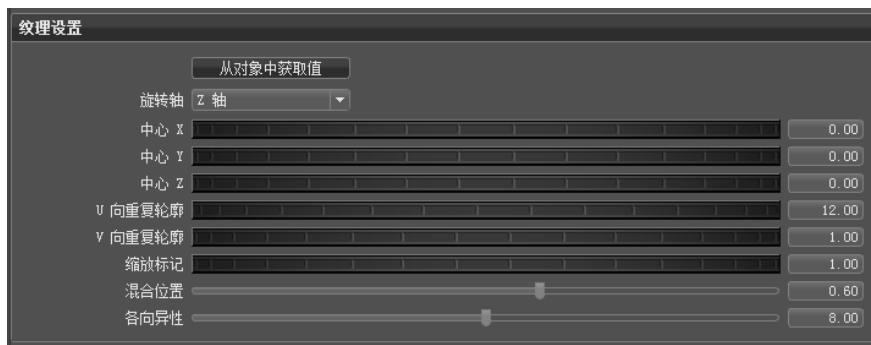 纹理设置
从对象中获取值
旋转轴 Z 轴
中心 X 0.00
中心 Y 0.00
中心 Z 0.00
U 向重复轮廓 12.00
V 向重复轮廓 1.00
缩放标记 1.00
混合位置 0.60
各向异性 8.00